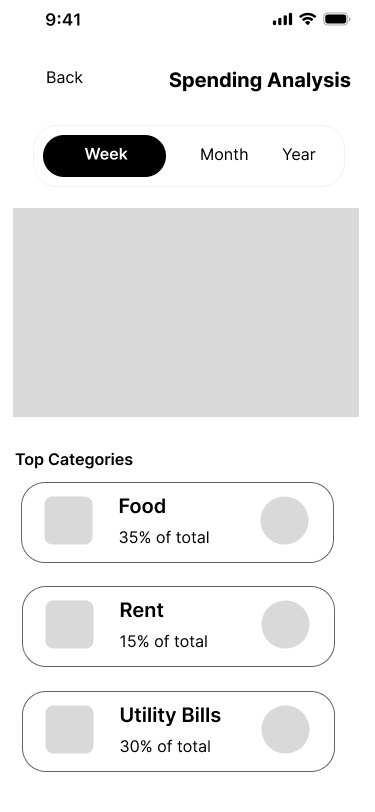 9:41
Back
Spending Analysis
Week Month Year
Top Categories
Food
35% of total
Rent
15% of total
Utility Bills
30% of total